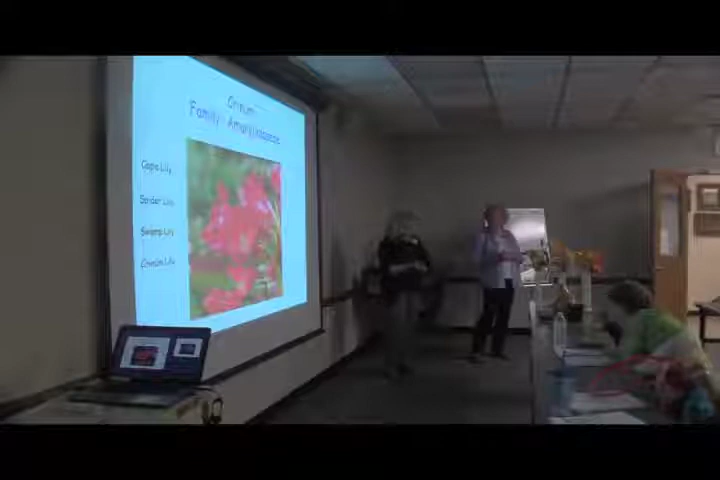 Crinum
Family: Amaryllidaceae
Cape Lily
Spider Lily
Swamp Lily
Crinum Lily